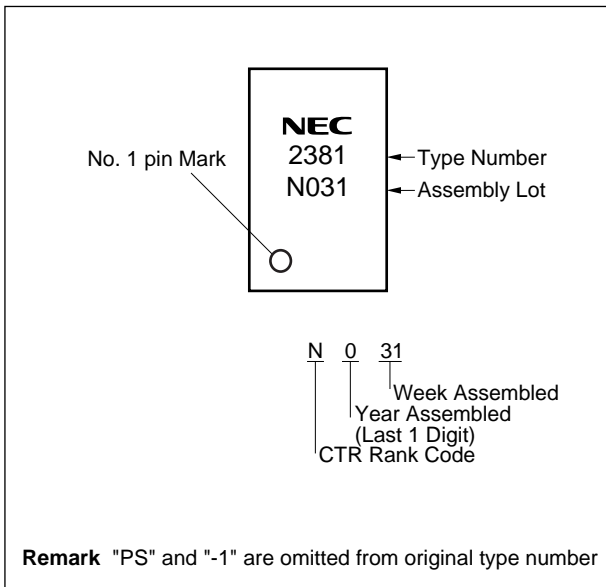 NEC
2381
N031
No. 1 pin Mark
Type Number
Assembly Lot
N 0 31
Week Assembled
Year Assembled
(Last 1 Digit)
CTR Rank Code
Remark "PS" and "-1" are omitted from original type number